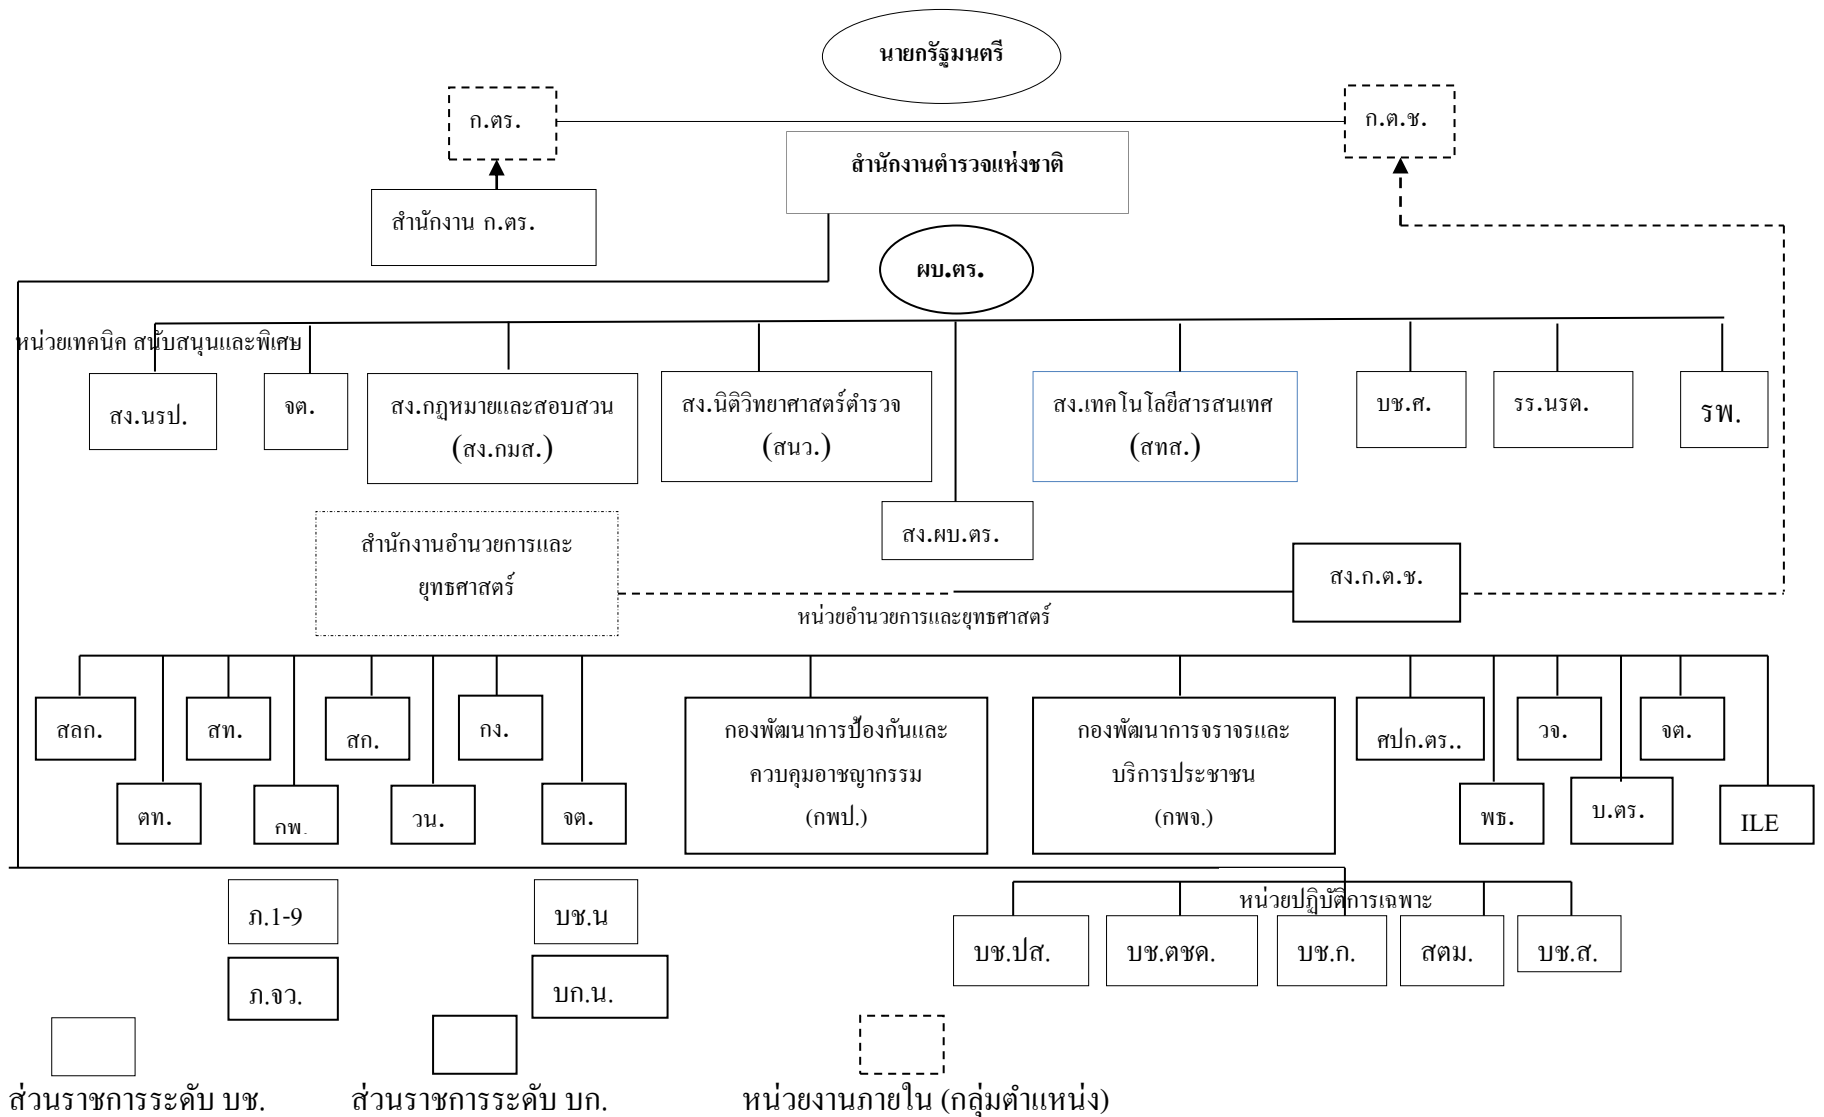 นายกรัฐมนตรี
ก.ตร.
ก.ต.ช.
สำนักงานตำรวจแห่งชาติ
สำนักงาน ก.ตร.
ผบ.ตร.
หน่วยเทคนิค สนับสนุนและพิเศษ
สง.นรป.
จต.
สง.กฎหมายและสอบสวน
(สง.กมส.)
สง.นิติวิทยาศาสตร์ตำรวจ
(สนว.)
สง.เทคโนโลยีสารสนเทศ
(สทส.)
บช.ศ.
รร.นรต.
รพ.
สง.ผบ.ตร.
สำนักงานอำนวยการและ
ยุทธศาสตร์
สง.ก.ต.ช.
หน่วยอำนวยการและยุทธศาสตร์
สลก.
สท.
สก.
กง.
กองพัฒนาการป้องกันและ
ควบคุมอาชญากรรม
(กพป.)
กองพัฒนาการจราจรและ
บริการประชาชน
(กพจ.)
ศปก.ตร..
วจ.
จต.
ตท.
กพ.
วน.
จต.
พธ.
บ.ตร.
ILE
หน่วยปฏิบัติการเฉพาะ
ภ.1-9
บช.น
บช.ปส.
บช.ตชด.
บช.ก.
สตม.
บช.ส.
ภ.จว.
บก.น.
ส่วนราชการระดับ บช.
ส่วนราชการระดับ บก.
หน่วยงานภายใน (กลุ่มตำแหน่ง)